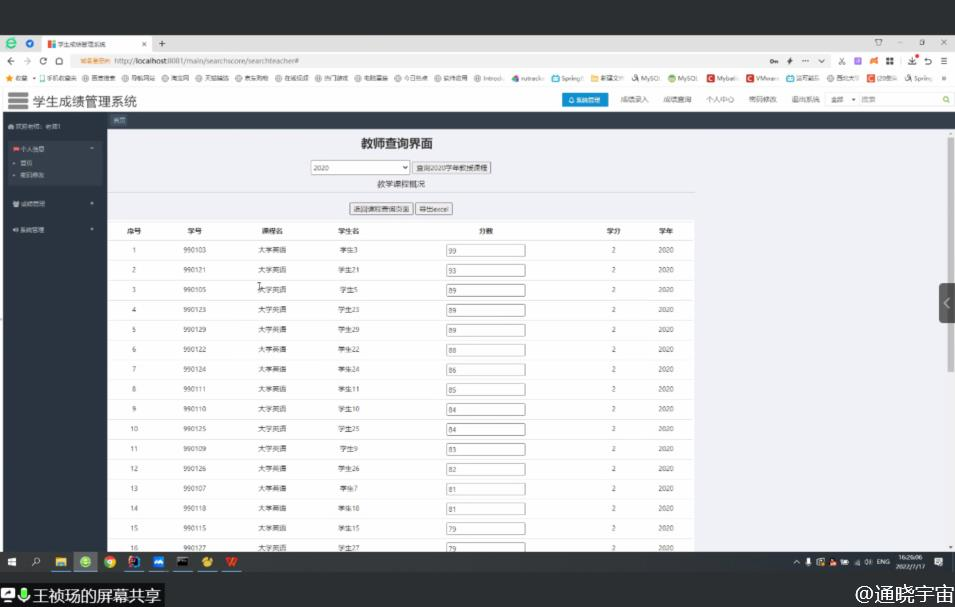 学生成绩管理系统
http://localhost:8081/main/searchscore/searchteacher#
学生成绩管理系统
系统管理 成绩录入 成绩查询 个人中心 密码修改 退出系统 全部 搜索
首页
个人信息
首页
密码修改
成绩管理
系统管理
教师查询界面
2020 查询2020学年教授课程
教学课程概况
返回课程查询页面 导出excel
序号 学号 课程名 学生名 分数 学分 学年
1 990103 大学英语 学生3 99 2 2020
2 990121 大学英语 学生21 93 2 2020
3 990105 大学英语 学生5 89 2 2020
4 990123 大学英语 学生23 89 2 2020
5 990129 大学英语 学生29 89 2 2020
6 990122 大学英语 学生22 88 2 2020
7 990124 大学英语 学生24 86 2 2020
8 990111 大学英语 学生11 85 2 2020
9 990110 大学英语 学生10 84 2 2020
10 990125 大学英语 学生25 84 2 2020
11 990109 大学英语 学生9 83 2 2020
12 990126 大学英语 学生26 82 2 2020
13 990107 大学英语 学生7 81 2 2020
14 990118 大学英语 学生18 81 2 2020
15 990115 大学英语 学生15 79 2 2020
16 990127 大学英语 学生27 79 2 2020
ENG
16:26:06
2022/7/17
王祯场的屏幕共享
@通晓宇宙